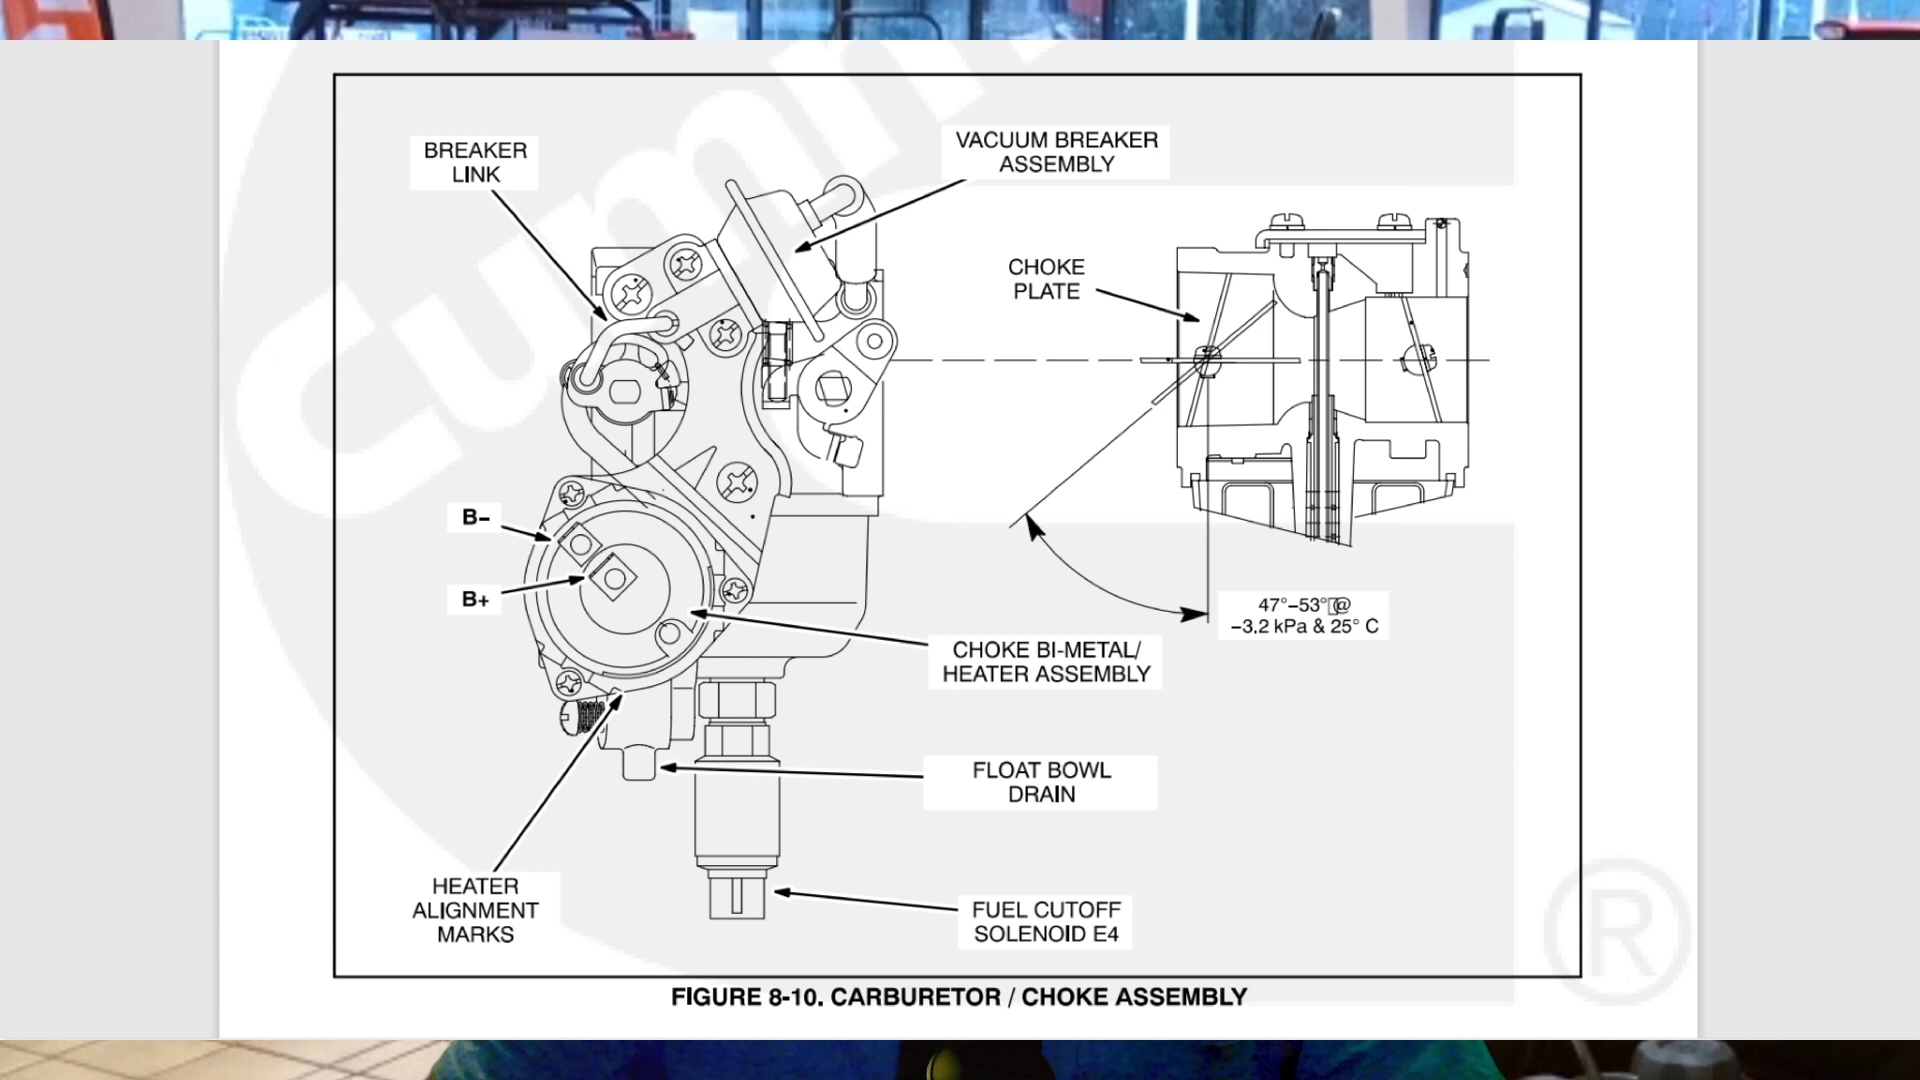 Cumm
BREAKER
LINK
VACUUM BREAKER
ASSEMBLY
CHOKE
PLATE
B–
B+
47°–53° @
–3.2 kPa & 25° C
CHOKE BI-METAL/
HEATER ASSEMBLY
FLOAT BOWL
DRAIN
HEATER
ALIGNMENT
MARKS
FUEL CUTOFF
SOLENOID E4
®
FIGURE 8-10. CARBURETOR / CHOKE ASSEMBLY